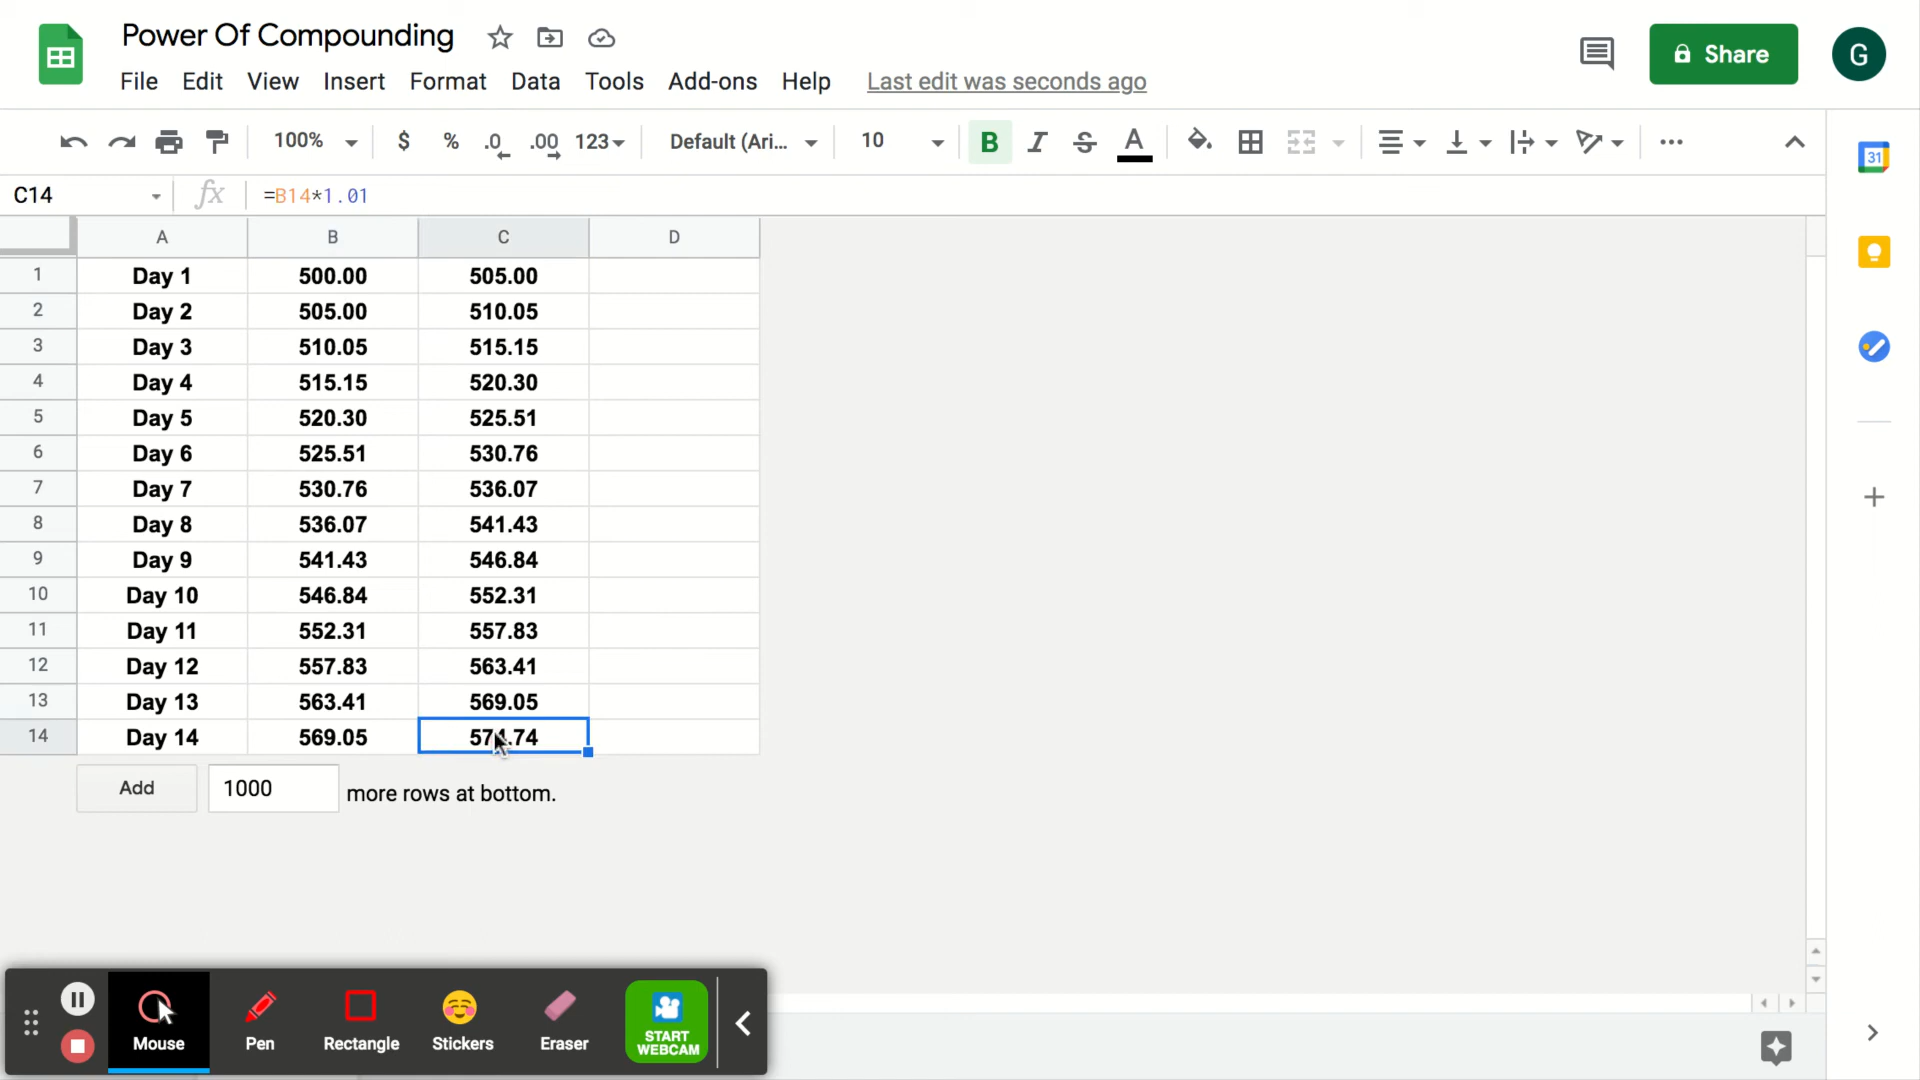 Power Of Compounding
File Edit View Insert Format Data Tools Add-ons Help Last edit was seconds ago
Share
G
100% $ % .0 .00 123 Default (Ari... 10 B I S A
31
C14 fx =B14*1.01
A B C D
1 Day 1 500.00 505.00
2 Day 2 505.00 510.05
3 Day 3 510.05 515.15
4 Day 4 515.15 520.30
5 Day 5 520.30 525.51
6 Day 6 525.51 530.76
7 Day 7 530.76 536.07
8 Day 8 536.07 541.43
9 Day 9 541.43 546.84
10 Day 10 546.84 552.31
11 Day 11 552.31 557.83
12 Day 12 557.83 563.41
13 Day 13 563.41 569.05
14 Day 14 569.05 574.74
Add 1000 more rows at bottom.
Mouse Pen Rectangle Stickers Eraser
START
WEBCAM